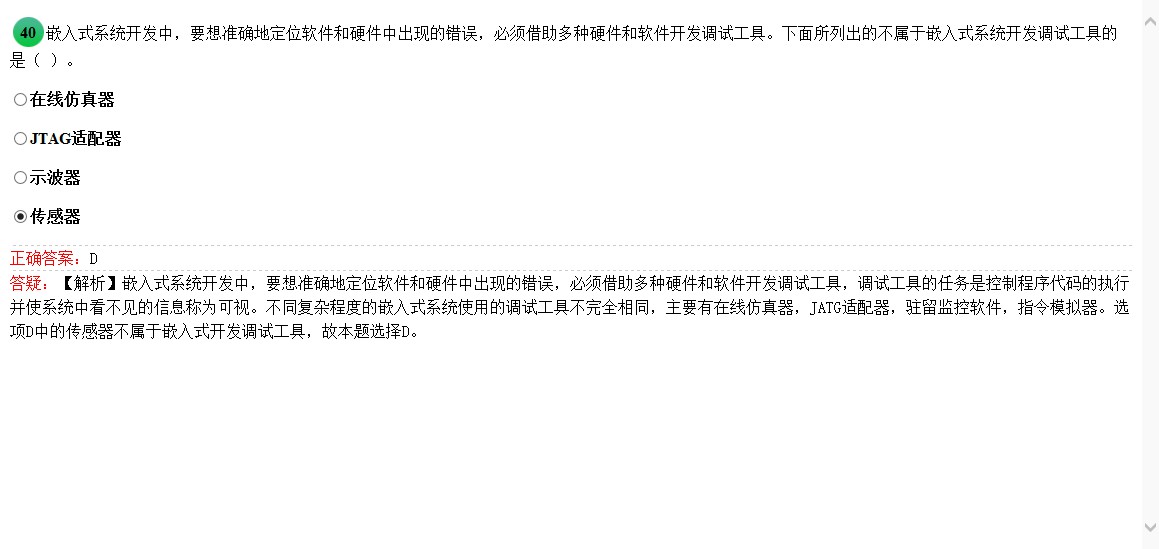 40 嵌入式系统开发中，要想准确地定位软件和硬件中出现的错误，必须借助多种硬件和软件开发调试工具。下面所列出的不属于嵌入式系统开发调试工具的
是（ ）。
在线仿真器
JTAG适配器
示波器
传感器
正确答案：D
答疑：【解析】嵌入式系统开发中，要想准确地定位软件和硬件中出现的错误，必须借助多种硬件和软件开发调试工具，调试工具的任务是控制程序代码的执行
并使系统中看不见的信息称为可视。不同复杂程度的嵌入式系统使用的调试工具不完全相同，主要有在线仿真器，JATG适配器，驻留监控软件，指令模拟器。选
项D中的传感器不属于嵌入式开发调试工具，故本题选择D。